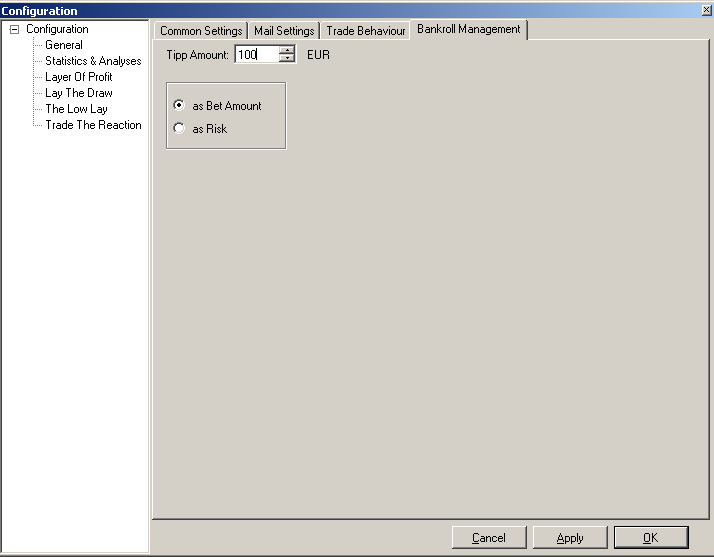 Configuration
Configuration
General
Statistics & Analyses
Layer Of Profit
Lay The Draw
The Low Lay
Trade The Reaction
Common Settings Mail Settings Trade Behaviour Bankroll Management
Tipp Amount: 100 EUR
as Bet Amount
as Risk
Cancel Apply OK